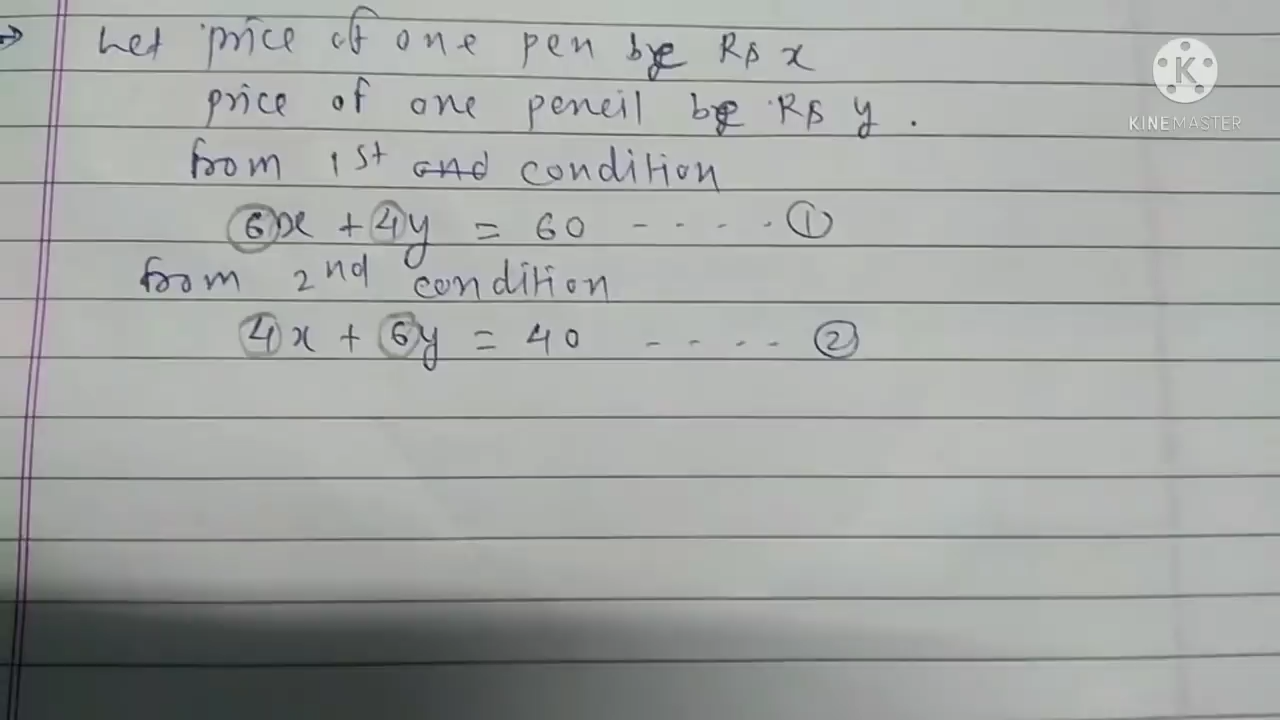 → Let price of one pen be Rs x
price of one pencil be Rs y .
from 1st and condition
6x + 4y = 60 - - - - - ①
from 2nd condition
4x + 6y = 40 - - - - - ②
K
KINEMASTER